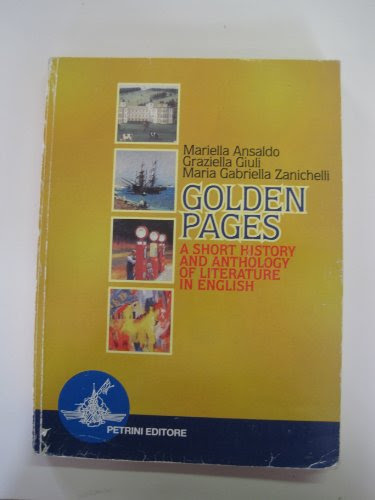 Mariella Ansaldo
Graziella Giuli
Maria Gabriella Zanichelli
GOLDEN
PAGES
A SHORT HISTORY
AND ANTHOLOGY
OF LITERATURE
IN ENGLISH
PETRINI EDITORE